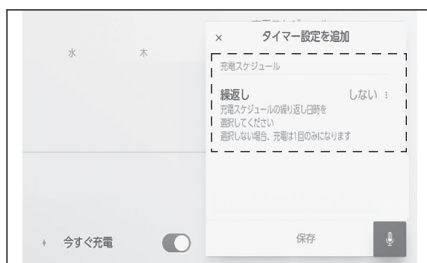 水 木
× タイマー設定を追加
充電スケジュール
繰返し しない
充電スケジュールの繰り返し日時を
選択してください
選択しない場合、充電は1回のみになります
今すぐ充電
保存